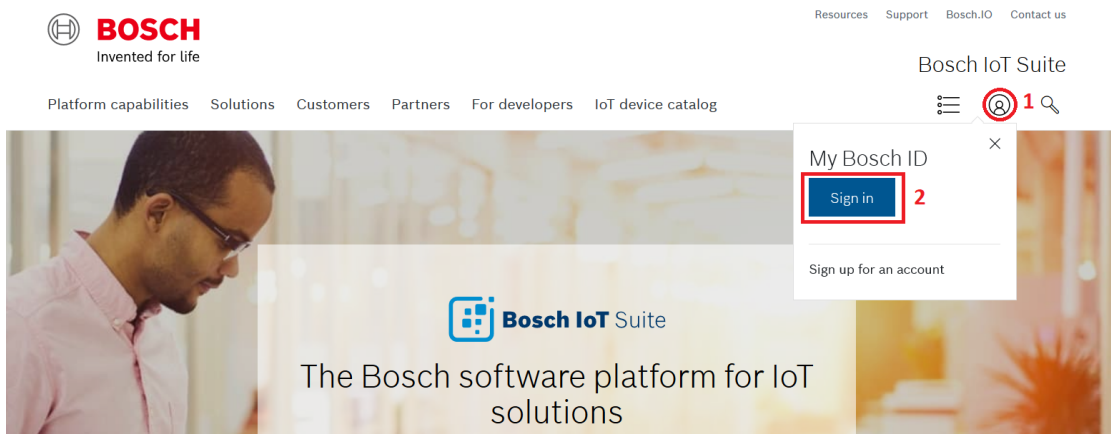 Resources Support Bosch.IO Contact us
BOSCH
Invented for life
Bosch IoT Suite
Platform capabilities Solutions Customers Partners For developers IoT device catalog
1
My Bosch ID
Sign in 2
Sign up for an account
Bosch IoT Suite
The Bosch software platform for IoT
solutions